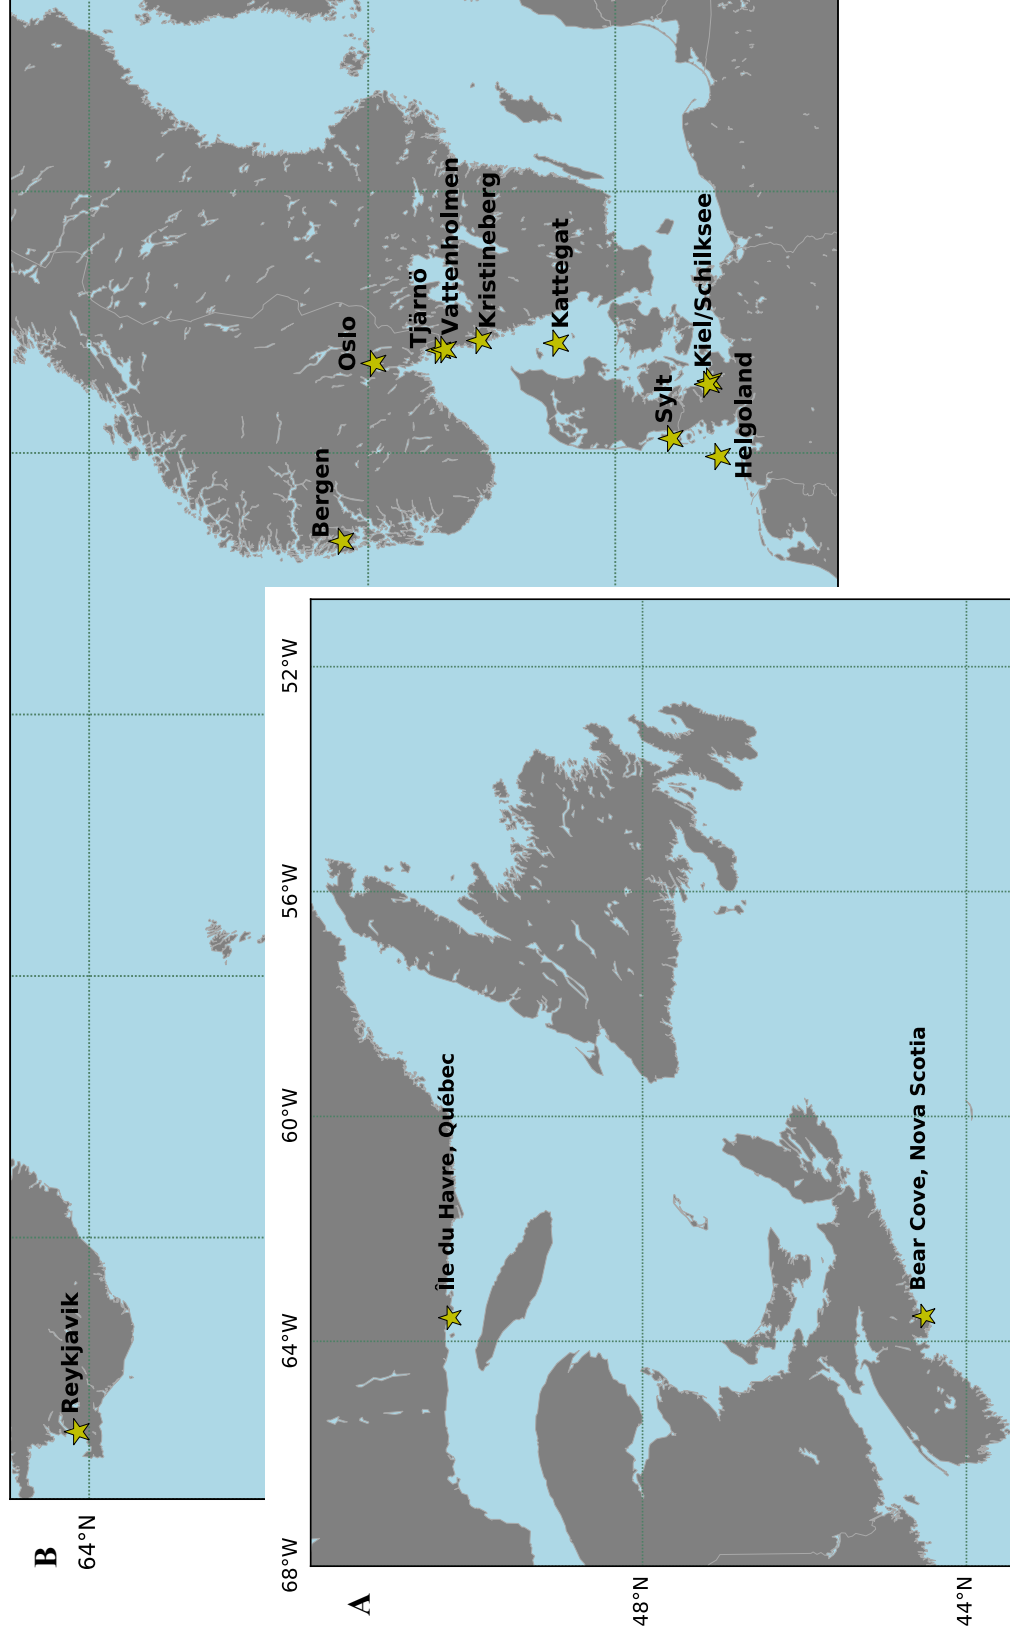 B
64°N
Reykjavik
Bergen
Oslo
Tjärnö
Vattenholmen
Kristineberg
Kattegat
Sylt
Kiel/Schilksee
Helgoland
A
48°N
44°N
68°W
64°W
60°W
56°W
52°W
Île du Havre, Québec
Bear Cove, Nova Scotia